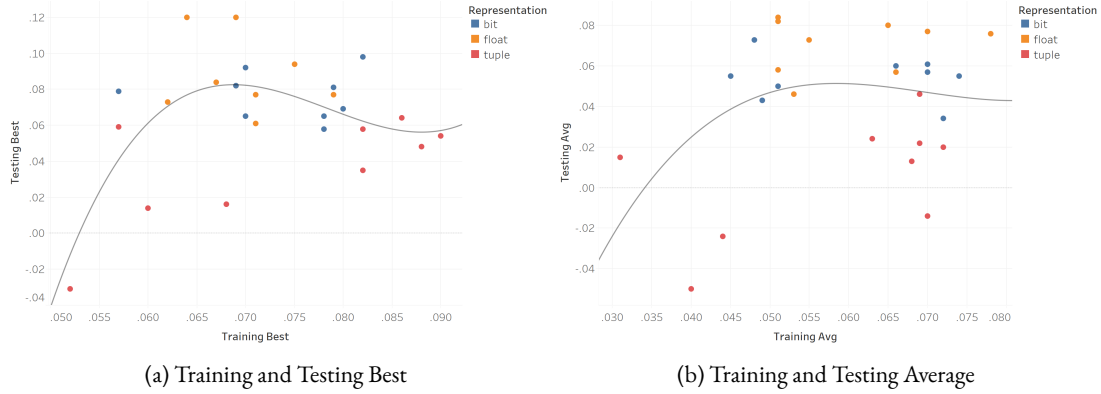 Representation
bit
float
tuple
Testing Best
.12
.10
.08
.06
.04
.02
.00
-.02
-.04
.050 .055 .060 .065 .070 .075 .080 .085 .090
Training Best
(a) Training and Testing Best
Representation
bit
float
tuple
Testing Avg
.08
.06
.04
.02
.00
-.02
-.04
.030 .035 .040 .045 .050 .055 .060 .065 .070 .075 .080
Training Avg
(b) Training and Testing Average